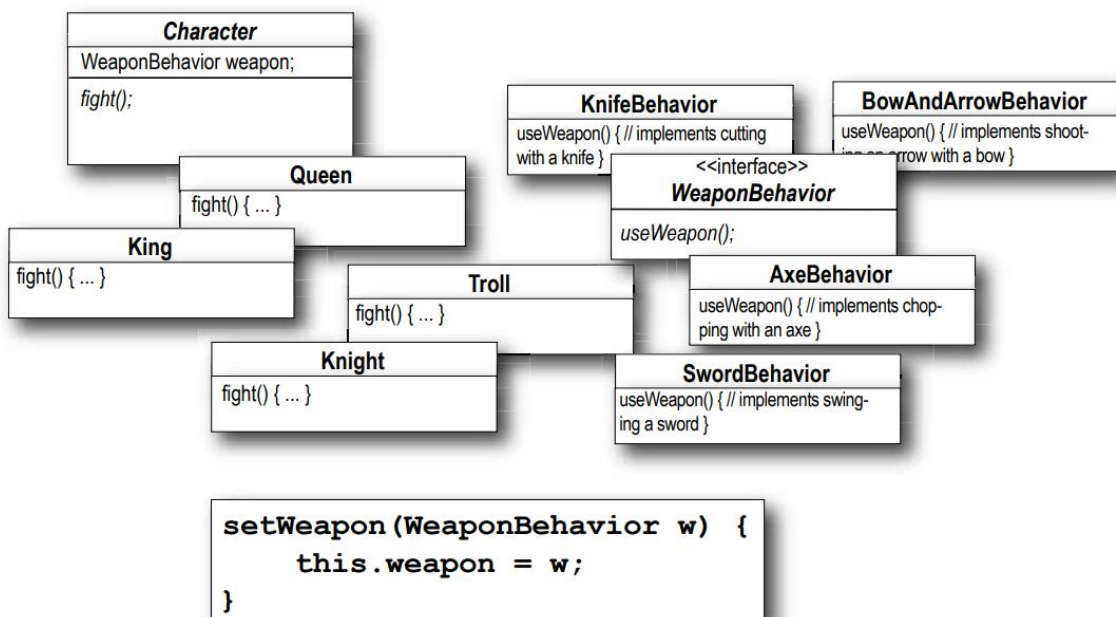 Character
WeaponBehavior weapon;
fight();
KnifeBehavior
useWeapon() { // implements cutting
with a knife }
BowAndArrowBehavior
useWeapon() { // implements shoot-
ing an arrow with a bow }
<<interface>>
WeaponBehavior
useWeapon();
Queen
fight() { ... }
King
fight() { ... }
Troll
fight() { ... }
AxeBehavior
useWeapon() { // implements chop-
ping with an axe }
Knight
fight() { ... }
SwordBehavior
useWeapon() { // implements swing-
ing a sword }
setWeapon(WeaponBehavior w) {
this.weapon = w;
}